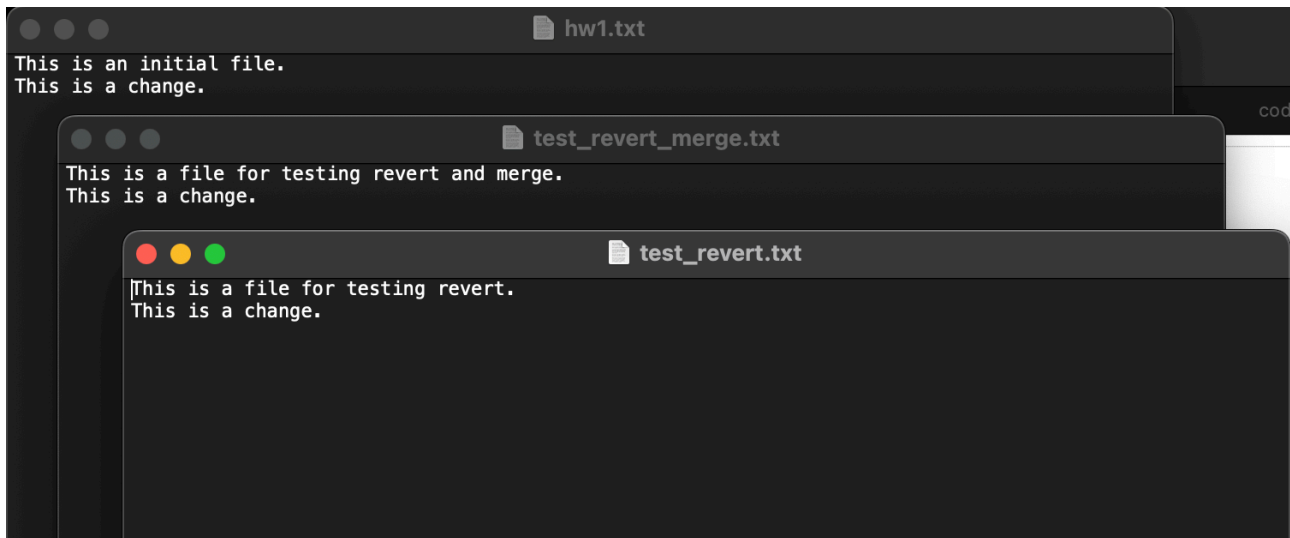 hw1.txt
This is an initial file.
This is a change.
cod
test_revert_merge.txt
This is a file for testing revert and merge.
This is a change.
test_revert.txt
This is a file for testing revert.
This is a change.